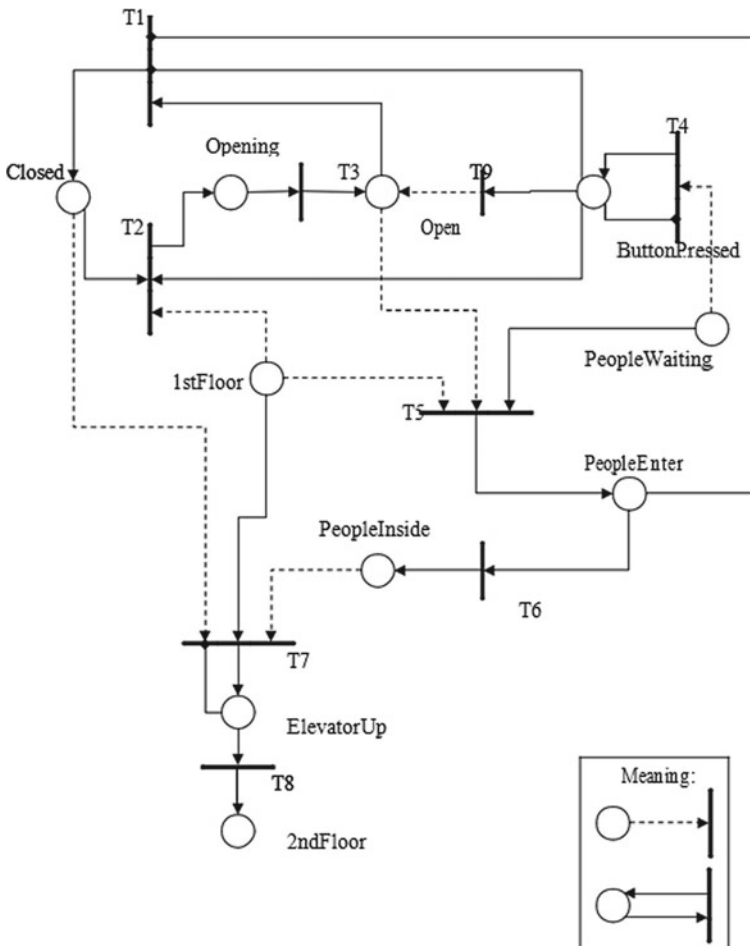 T1
T4
Opening
Closed
T3
T9
T2
Open
ButtonPressed
PeopleWaiting
1stFloor
T5
PeopleEnter
PeopleInside
T6
T7
ElevatorUp
T8
2ndFloor
Meaning: